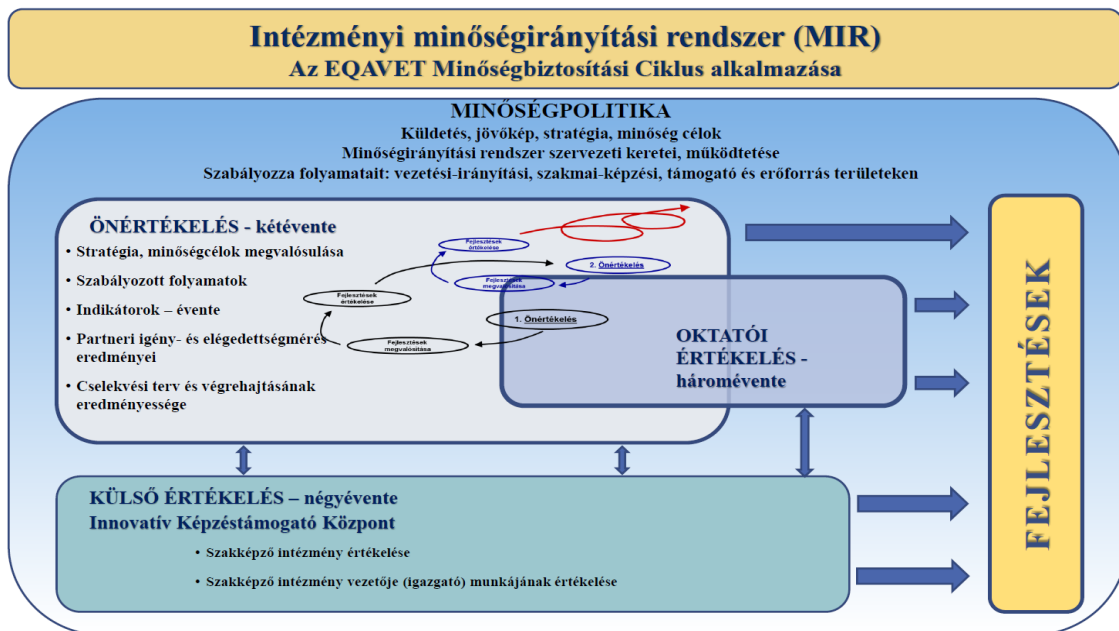 Intézményi minőségirányítási rendszer (MIR)
Az EQAVET Minőségbiztosítási Ciklus alkalmazása
MINŐSÉGPOLITIKA
Küldetés, jövőkép, stratégia, minőség célok
Minőségirányítási rendszer szervezeti keretei, működtetése
Szabályozza folyamatait: vezetési-irányítási, szakmai-képzési, támogató és erőforrás területeken
ÖNÉRTÉKELÉS - kétévente
• Stratégia, minőségcélok megvalósulása
• Szabályozott folyamatok
• Indikátorok – évente
• Partneri igény- és elégedettségmérés
eredményei
• Cselekvési terv és végrehajtásának
eredményessége
Fejlesztések
értékelése
2. Önértékelés
Fejlesztések
megvalósítása
Fejlesztések
értékelése
1. Önértékelés
Fejlesztések
megvalósítása
OKTATÓI
ÉRTÉKELÉS -
háromévente
KÜLSŐ ÉRTÉKELÉS – négyévente
Innovatív Képzéstámogató Központ
• Szakképző intézmény értékelése
• Szakképző intézmény vezetője (igazgató) munkájának értékelése
FEJLESZTÉSEK